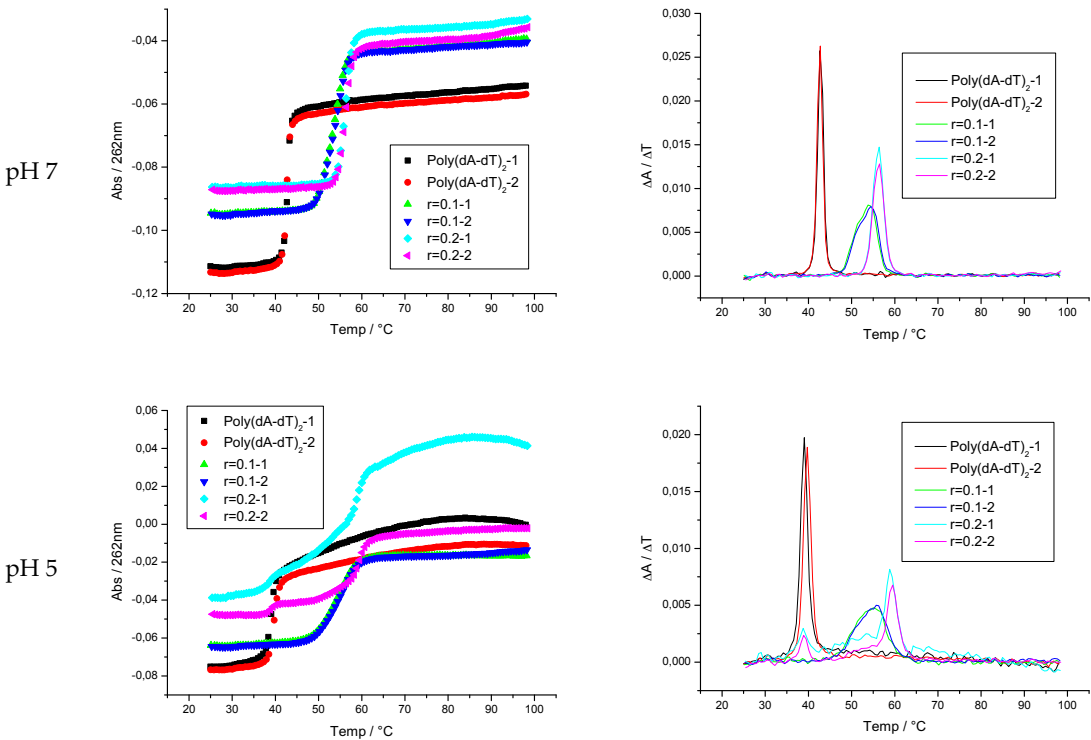 pH 7
Abs / 262nm
-0,04
-0,06
-0,08
-0,10
-0,12
20 30 40 50 60 70 80 90 100
Temp / °C
Poly(dA-dT)₂-1
Poly(dA-dT)₂-2
r=0.1-1
r=0.1-2
r=0.2-1
r=0.2-2
ΔA / ΔT
0,030
0,025
0,020
0,015
0,010
0,005
0,000
20 30 40 50 60 70 80 90 100
Temp / °C
Poly(dA-dT)₂-1
Poly(dA-dT)₂-2
r=0.1-1
r=0.1-2
r=0.2-1
r=0.2-2
pH 5
Abs / 262nm
0,06
0,04
0,02
0,00
-0,02
-0,04
-0,06
-0,08
20 30 40 50 60 70 80 90 100
Temp / °C
Poly(dA-dT)₂-1
Poly(dA-dT)₂-2
r=0.1-1
r=0.1-2
r=0.2-1
r=0.2-2
ΔA / ΔT
0,020
0,015
0,010
0,005
0,000
20 30 40 50 60 70 80 90 100
Temp / °C
Poly(dA-dT)₂-1
Poly(dA-dT)₂-2
r=0.1-1
r=0.1-2
r=0.2-1
r=0.2-2